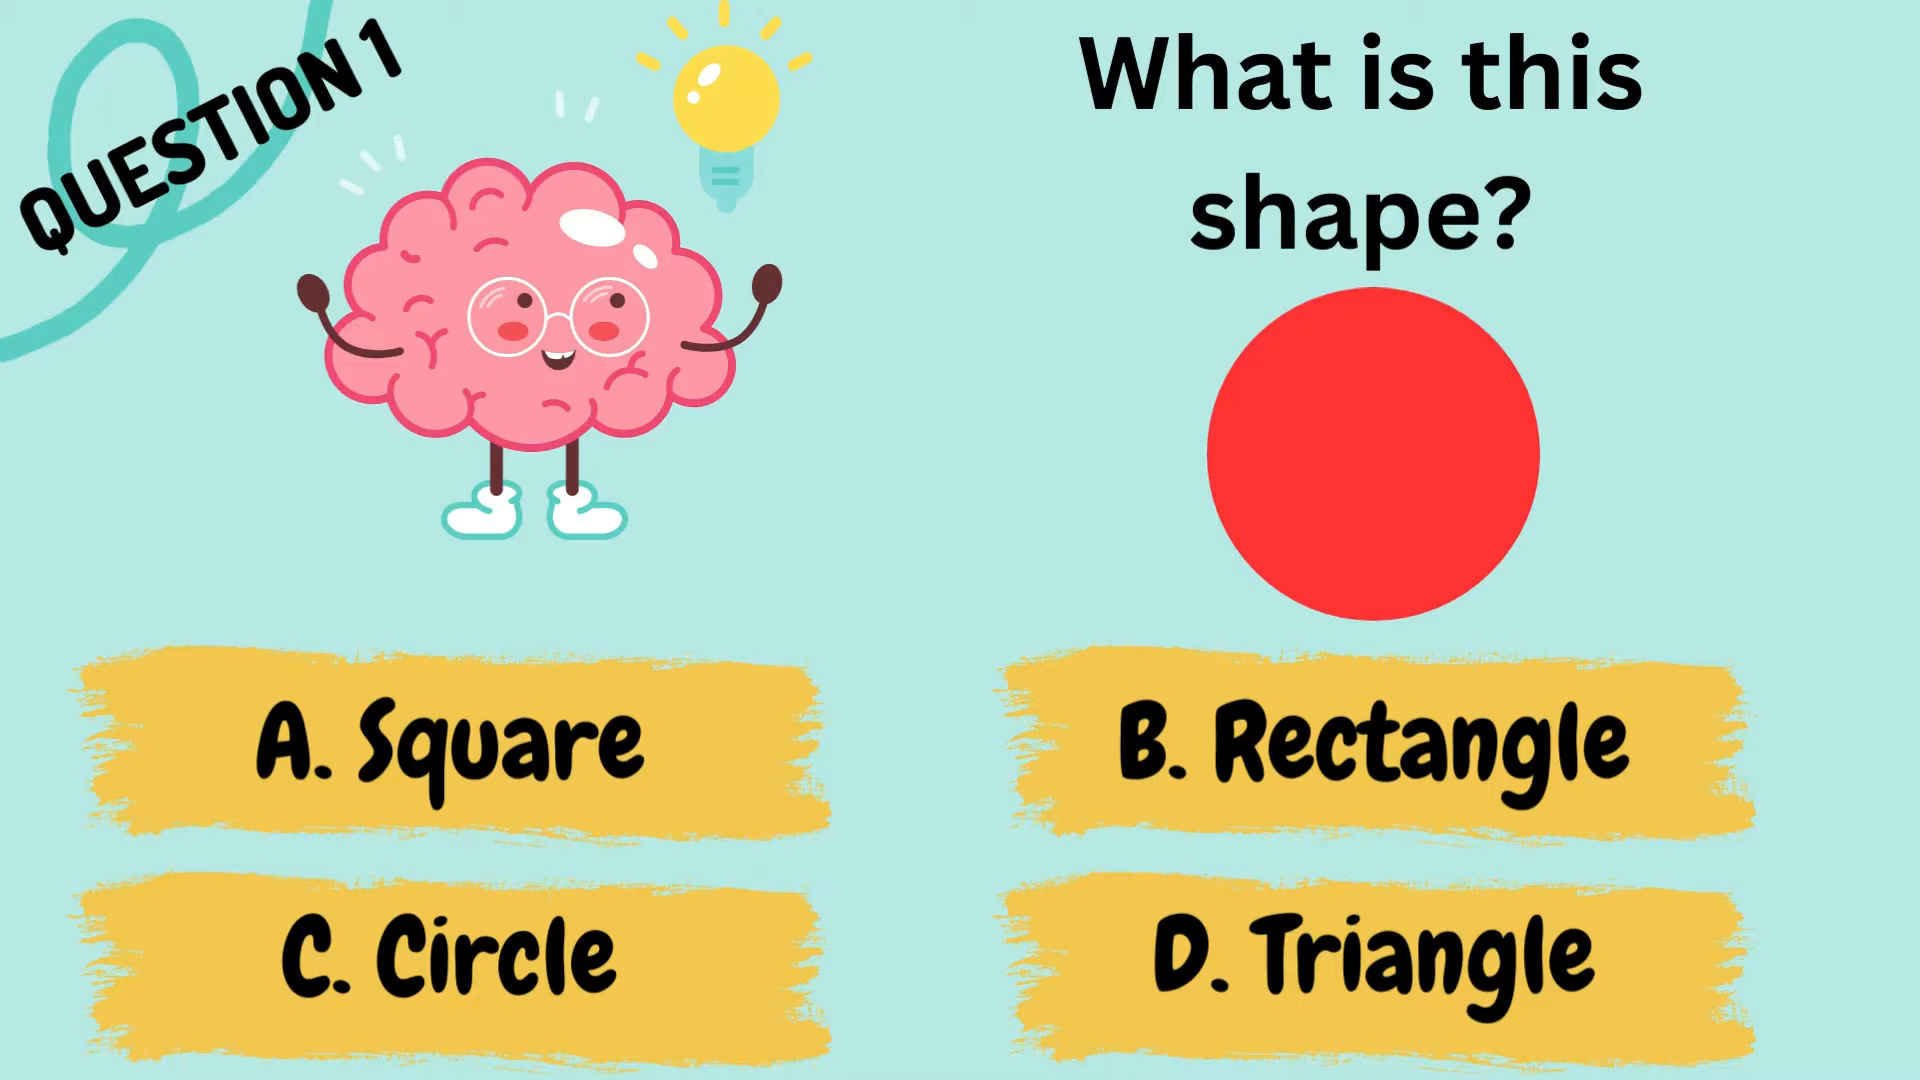 QUESTION 1
What is this
shape?
A. Square
B. Rectangle
C. Circle
D. Triangle